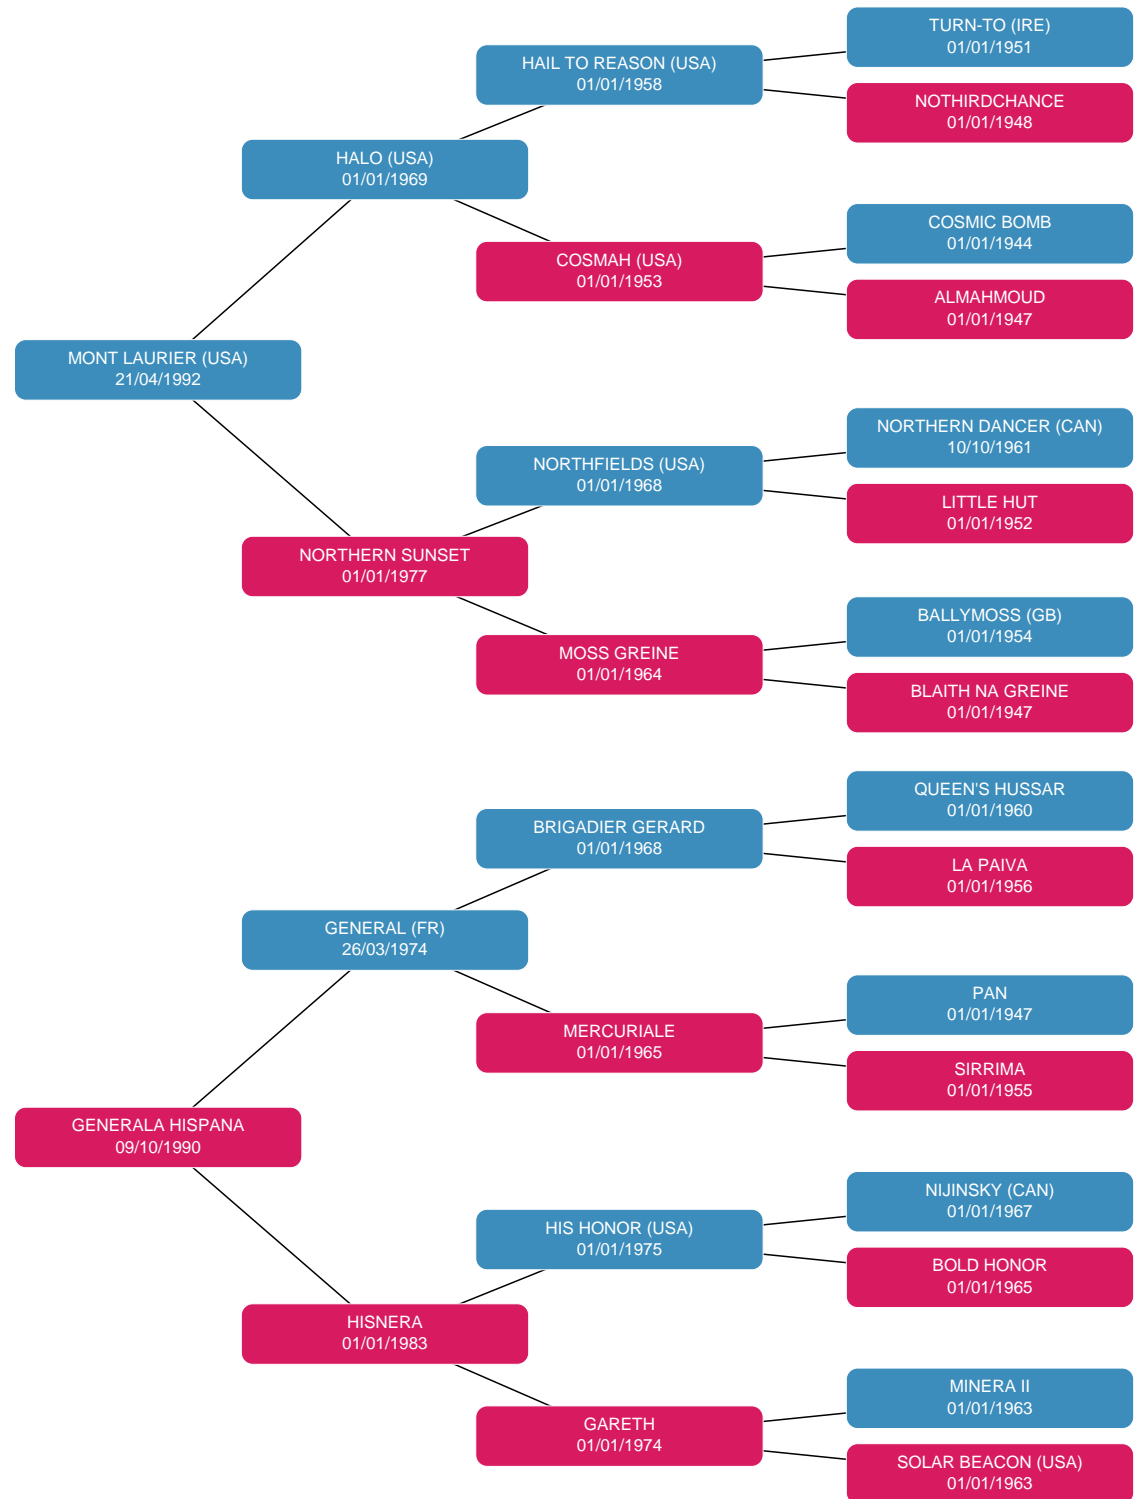 TURN-TO (IRE)
01/01/1951
HAIL TO REASON (USA)
01/01/1958
NOTHIRDCHANCE
01/01/1948
HALO (USA)
01/01/1969
COSMIC BOMB
01/01/1944
COSMAH (USA)
01/01/1953
ALMAHMOUD
01/01/1947
MONT LAURIER (USA)
21/04/1992
NORTHERN DANCER (CAN)
10/10/1961
NORTHFIELDS (USA)
01/01/1968
LITTLE HUT
01/01/1952
NORTHERN SUNSET
01/01/1977
BALLYMOSS (GB)
01/01/1954
MOSS GREINE
01/01/1964
BLAITH NA GREINE
01/01/1947
QUEEN'S HUSSAR
01/01/1960
BRIGADIER GERARD
01/01/1968
LA PAIVA
01/01/1956
GENERAL (FR)
26/03/1974
PAN
01/01/1947
MERCURIALE
01/01/1965
SIRRIMA
01/01/1955
GENERALA HISPANA
09/10/1990
NIJINSKY (CAN)
01/01/1967
HIS HONOR (USA)
01/01/1975
BOLD HONOR
01/01/1965
HISNERA
01/01/1983
MINERA II
01/01/1963
GARETH
01/01/1974
SOLAR BEACON (USA)
01/01/1963